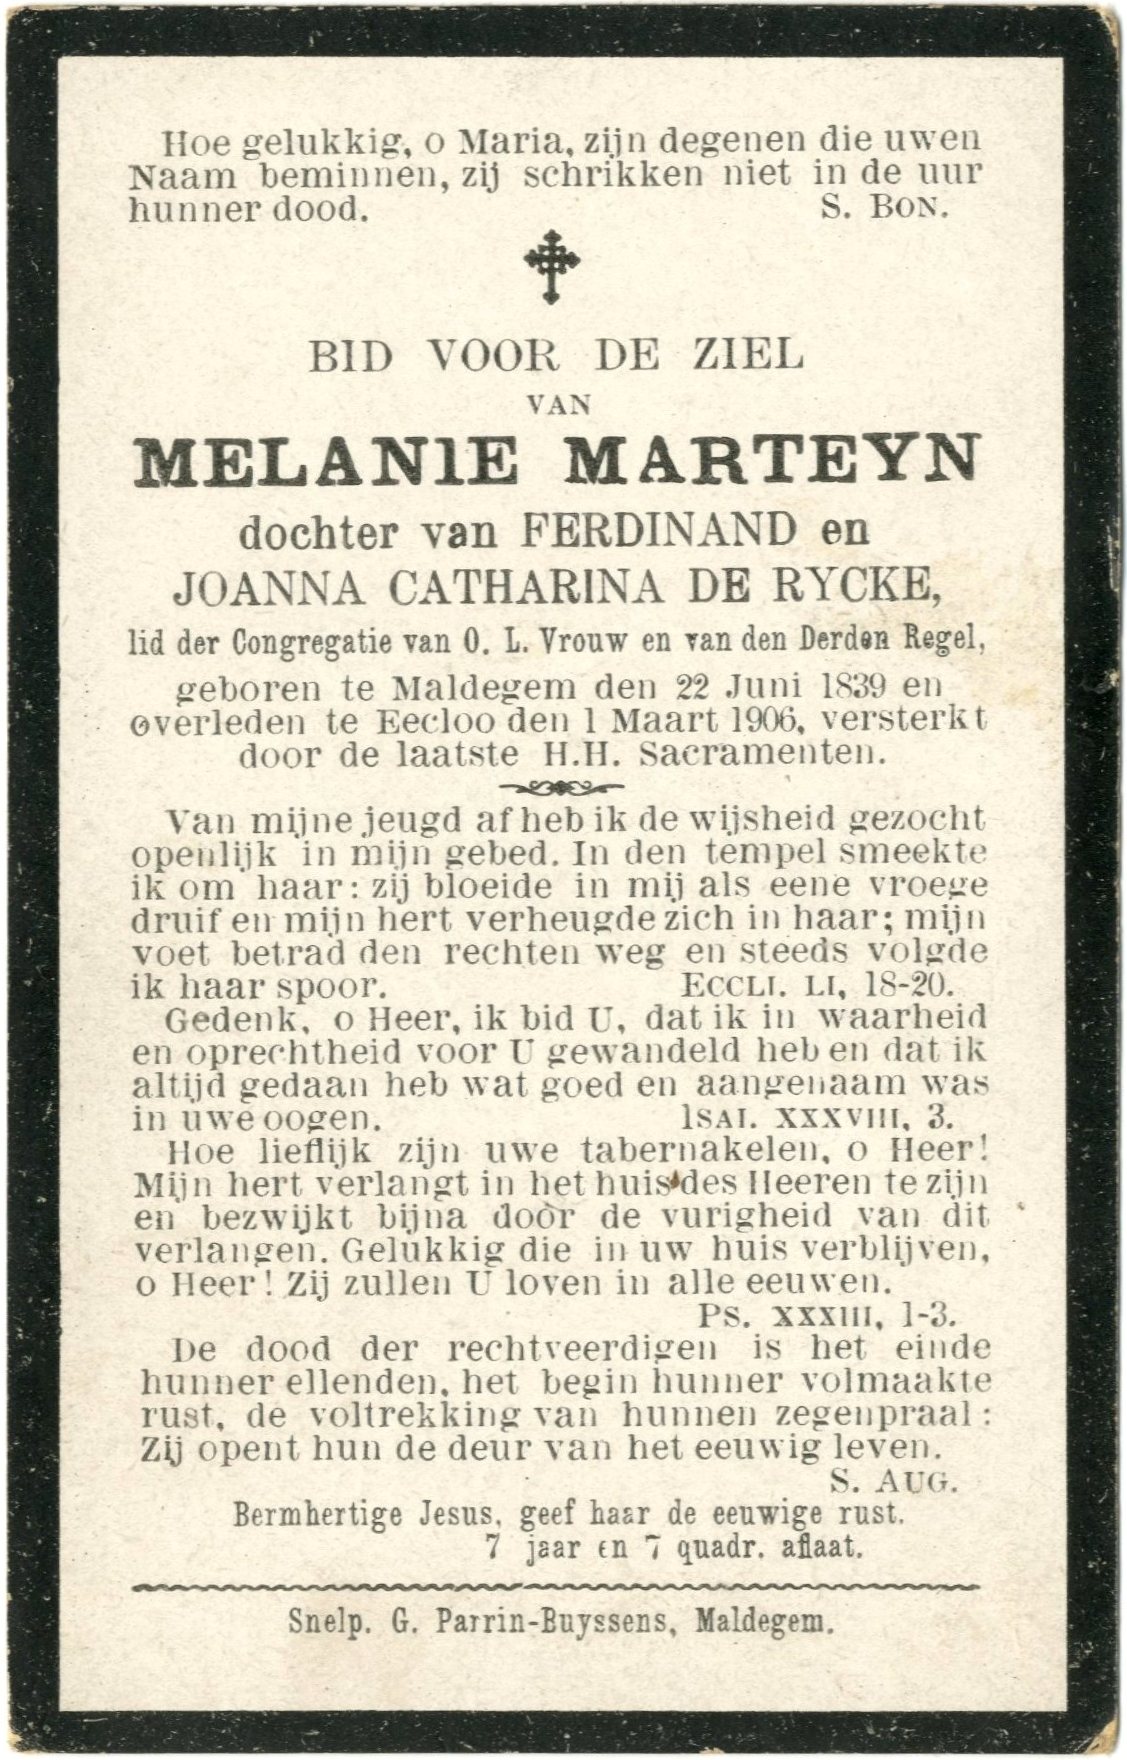 Hoe gelukkig, o Maria, zijn degenen die uwen
Naam beminnen, zij schrikken niet in de uur
hunner dood. S. BON.
BID VOOR DE ZIEL
VAN
MELANIE MARTEYN
dochter van FERDINAND en
JOANNA CATHARINA DE RYCKE,
lid der Congregatie van O. L. Vrouw en van den Derden Regel,
geboren te Maldegem den 22 Juni 1839 en
overleden te Eecloo den 1 Maart 1906, versterkt
door de laatste H.H. Sacramenten.
Van mijne jeugd af heb ik de wijsheid gezocht
openlijk in mijn gebed. In den tempel smeekte
ik om haar: zij bloeide in mij als eene vroege
druif en mijn hert verheugde zich in haar; mijn
voet betrad den rechten weg en steeds volgde
ik haar spoor. ECCLI. LI, 18-20.
Gedenk, o Heer, ik bid U, dat ik in waarheid
en oprechtheid voor U gewandeld heb en dat ik
altijd gedaan heb wat goed en aangenaam was
in uwe oogen. ISAI. XXXVIII, 3.
Hoe lieflijk zijn uwe tabernakelen, o Heer!
Mijn hert verlangt in het huis des Heeren te zijn
en bezwijkt bijna door de vurigheid van dit
verlangen. Gelukkig die in uw huis verblijven,
o Heer! Zij zullen U loven in alle eeuwen.
PS. XXXIII, 1-3.
De dood der rechtveerdigen is het einde
hunner ellenden, het begin hunner volmaakte
rust, de voltrekking van hunnen zegenpraal:
Zij opent hun de deur van het eeuwig leven.
S. AUG.
Bermhertige Jesus, geef haar de eeuwige rust.
7 jaar en 7 quadr. aflaat.
Snelp. G. Parrin-Buyssens, Maldegem.